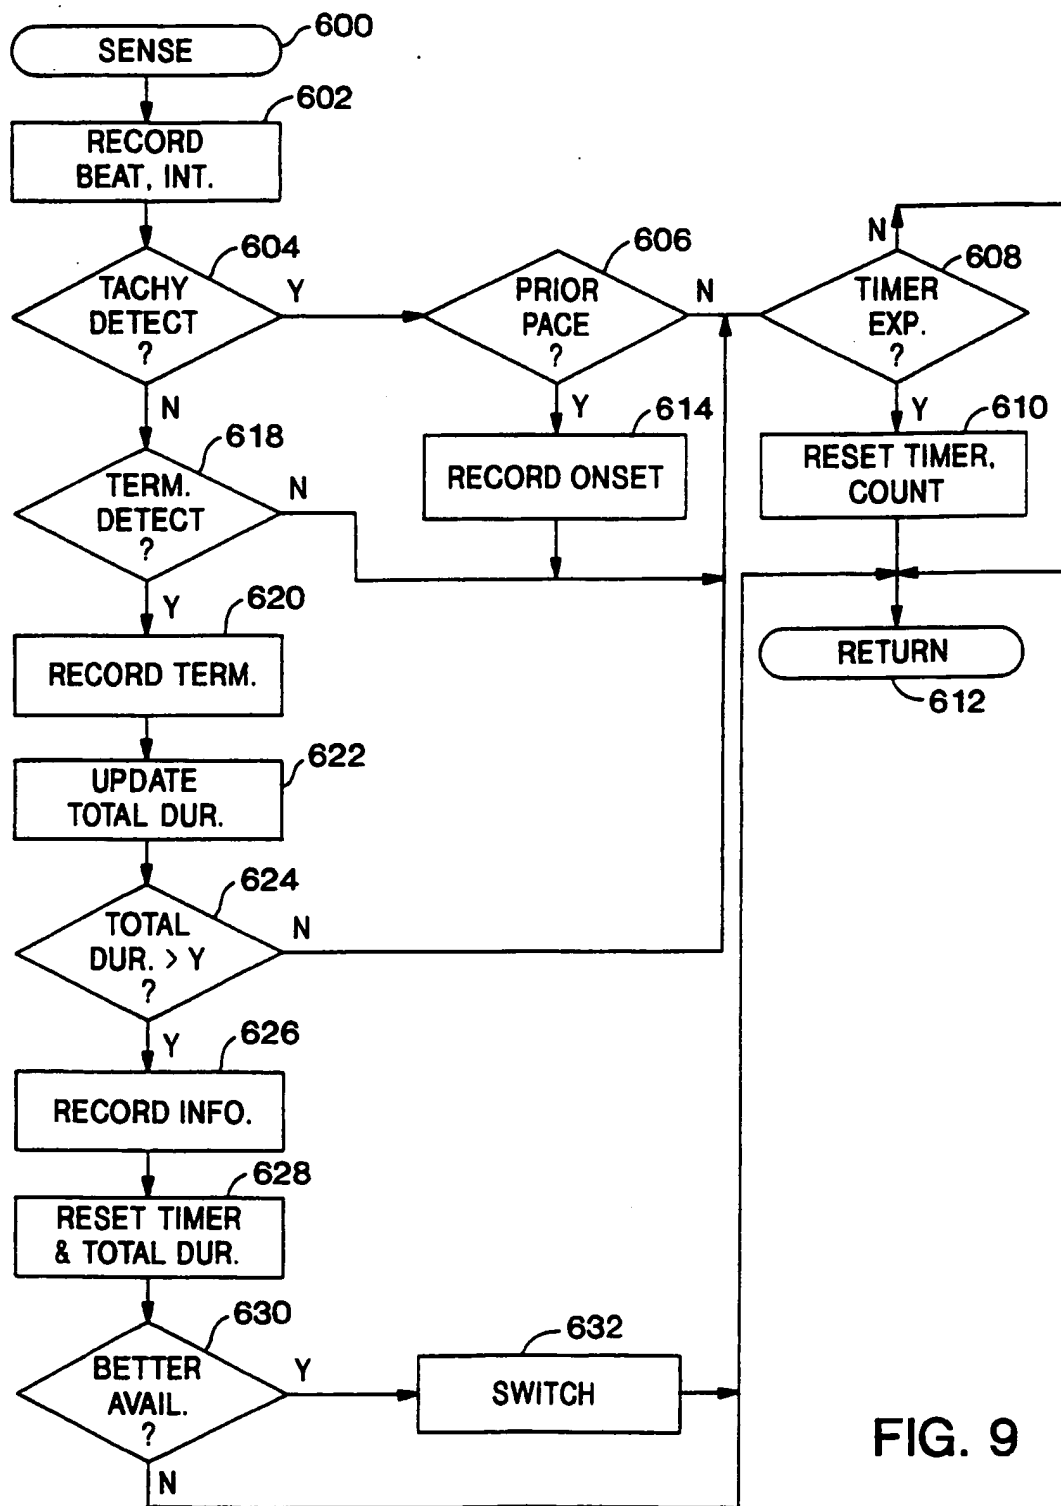 SENSE
600
602
RECORD
BEAT, INT.
604
TACHY
DETECT
?
Y
N
606
PRIOR
PACE
?
N
Y
608
N
TIMER
EXP.
?
Y
610
RESET TIMER,
COUNT
614
RECORD ONSET
618
TERM.
DETECT
?
N
Y
RETURN
612
620
RECORD TERM.
622
UPDATE
TOTAL DUR.
624
TOTAL
DUR. > Y
?
N
Y
626
RECORD INFO.
628
RESET TIMER
& TOTAL DUR.
630
BETTER
AVAIL.
?
Y
N
632
SWITCH
FIG. 9